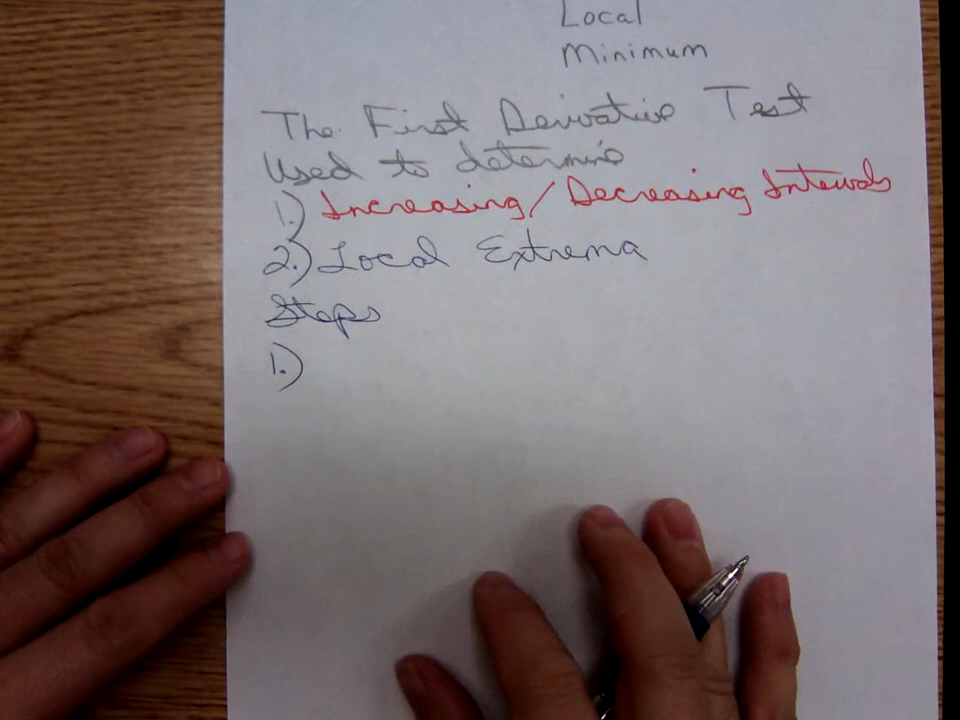 Local
Minimum
The First Derivative Test
Used to determine
1.) Increasing/Decreasing Intervals
2.) Local Extrema
Steps
1.)